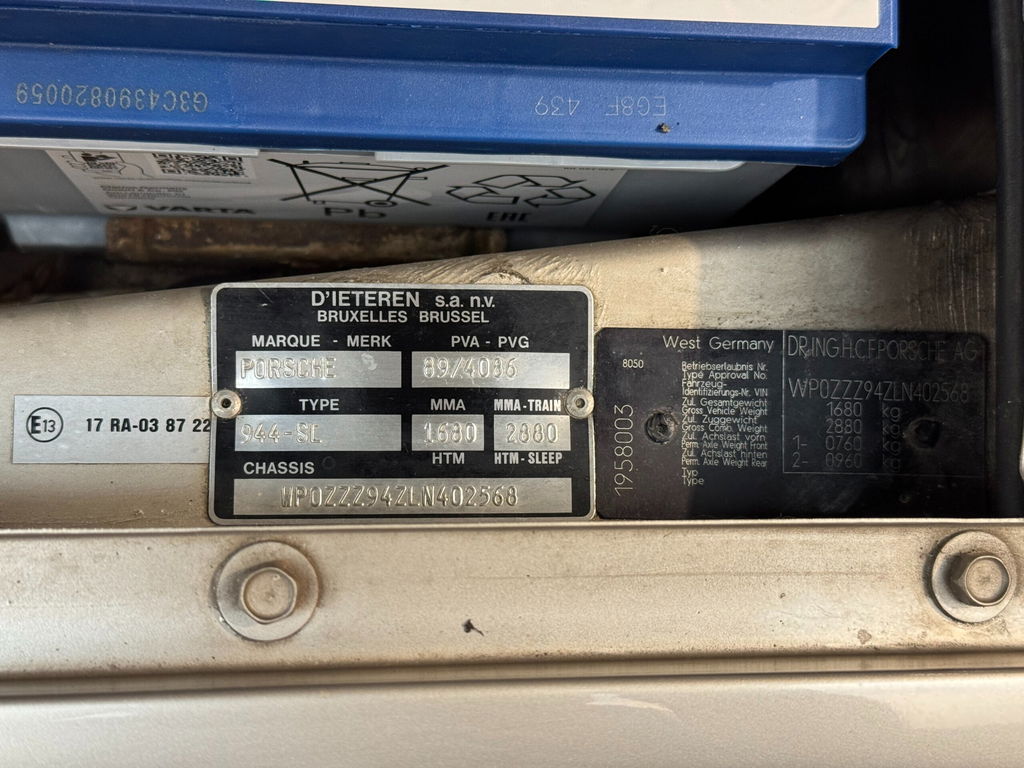 G3C4390820059
EG8F 439
VARTA
Pb
EAC
D'IETEREN s.a. n.v.
BRUXELLES BRUSSEL
MARQUE - MERK PVA - PVG
PORSCHE 89/4086
TYPE MMA MMA-TRAIN
944-SL 1680 2880
HTM HTM-SLEEP
CHASSIS
WP0ZZZ94ZLN402568
E13 17 RA-03 87 22
West Germany
DR.ING.H.C.F.PORSCHE AG
8050
1958003
Betriebserlaubnis Nr.
Type Approval No.
Fahrzeug-
Identifizierungs-Nr. VIN WP0ZZZ94ZLN402568
Zul. Gesamtgewicht
Gross Vehicle Weight 1680 kg
Zul. Zuggewicht
Gross Comb. Weight 2880 kg
Zul. Achslast vorn
Perm. Axle Weight Front 1- 0760 kg
Zul. Achslast hinten
Perm. Axle Weight Rear 2- 0960 kg
Typ
Type